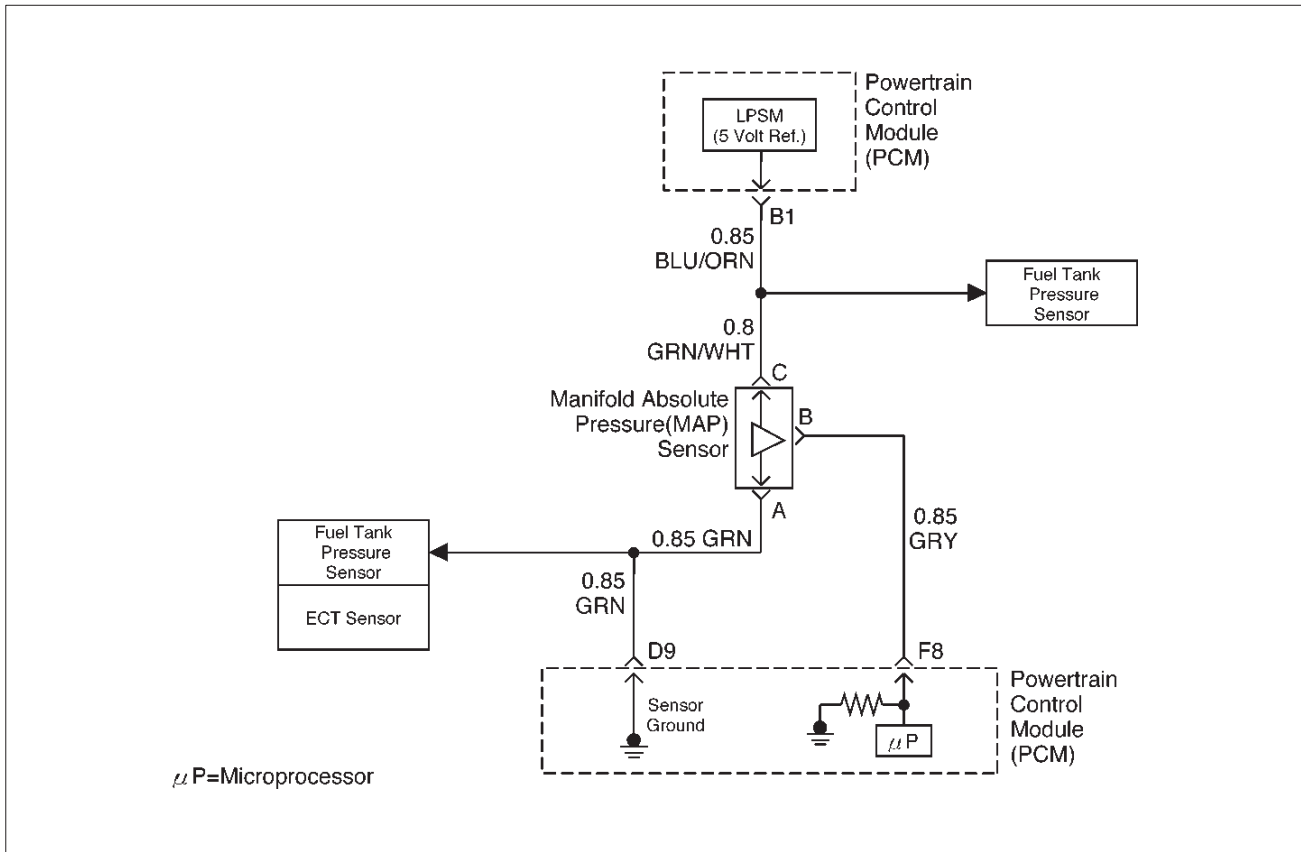 Powertrain
Control
Module
(PCM)
LPSM
(5 Volt Ref.)
B1
0.85
BLU/ORN
Fuel Tank
Pressure
Sensor
0.8
GRN/WHT
C
Manifold Absolute
Pressure(MAP)
Sensor
B
A
0.85 GRN
0.85
GRY
Fuel Tank
Pressure
Sensor
ECT Sensor
0.85
GRN
D9
F8
Sensor
Ground
μP
Powertrain
Control
Module
(PCM)
μP=Microprocessor